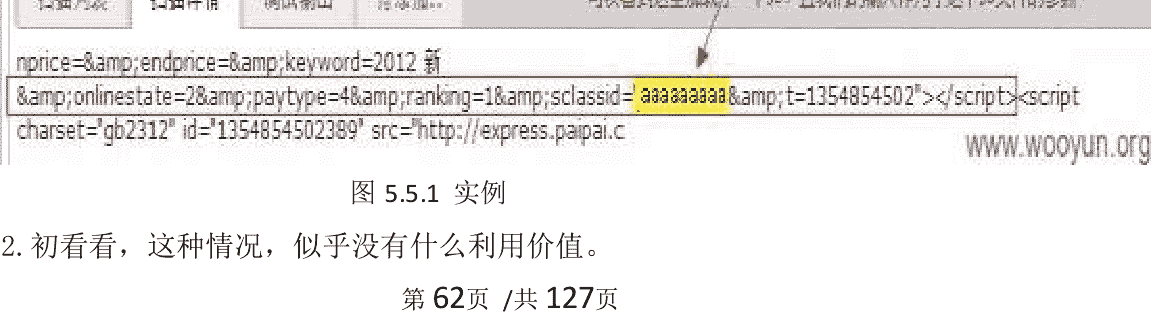 nprice=&amp;endprice=&amp;keyword=2012 新
&amp;onlinestate=2&amp;paytype=4&amp;ranking=1&amp;sclassid='aaaaaaaaa&amp;t=1354854502"></script><script
charset="gb2312" id="1354854502389" src="http://express.paipai.c
www.wooyun.org
图 5.5.1 实例
2.初看看，这种情况，似乎没有什么利用价值。
第 62页 /共 127页